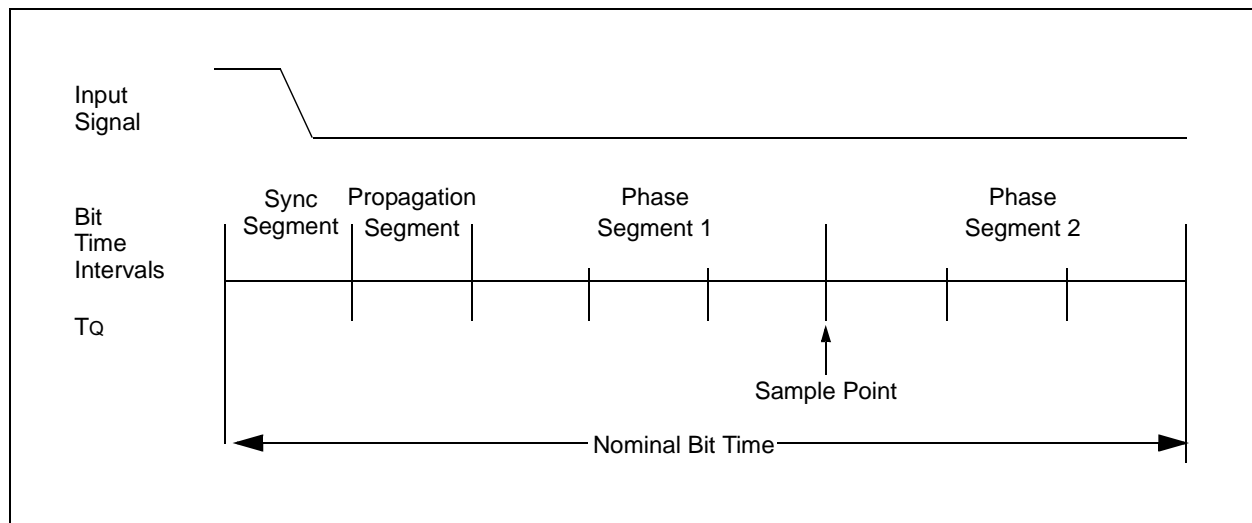 Input
Signal
Sync
Segment
Propagation
Segment
Phase
Segment 1
Phase
Segment 2
Bit
Time
Intervals
TQ
Sample Point
Nominal Bit Time